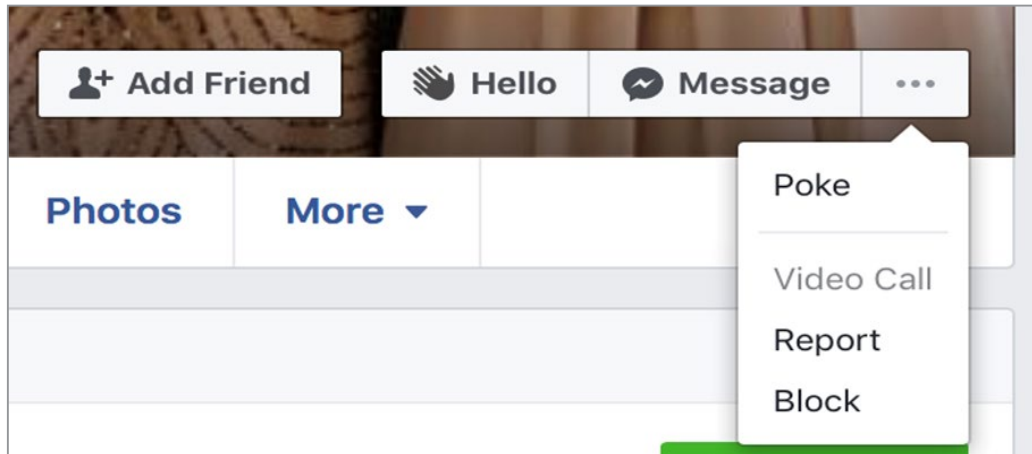 Add Friend
Hello
Message
Photos
More
Poke
Video Call
Report
Block